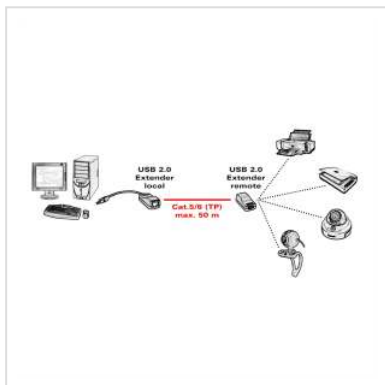 USB 2.0
Extender
local
USB 2.0
Extender
remote
Cat.5/6 (TP)
max. 50 m